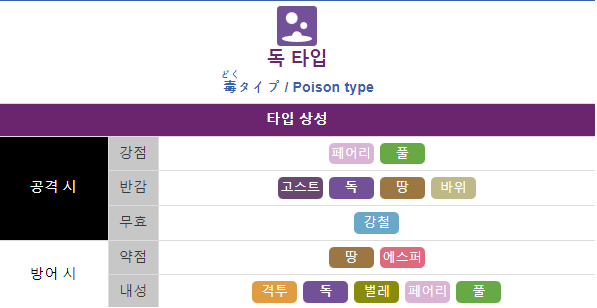 독 타입
どく
毒タイプ / Poison type
타입 상성
공격 시
강점 페어리 풀
반감 고스트 독 땅 바위
무효 강철
방어 시
약점 땅 에스퍼
내성 격투 독 벌레 페어리 풀